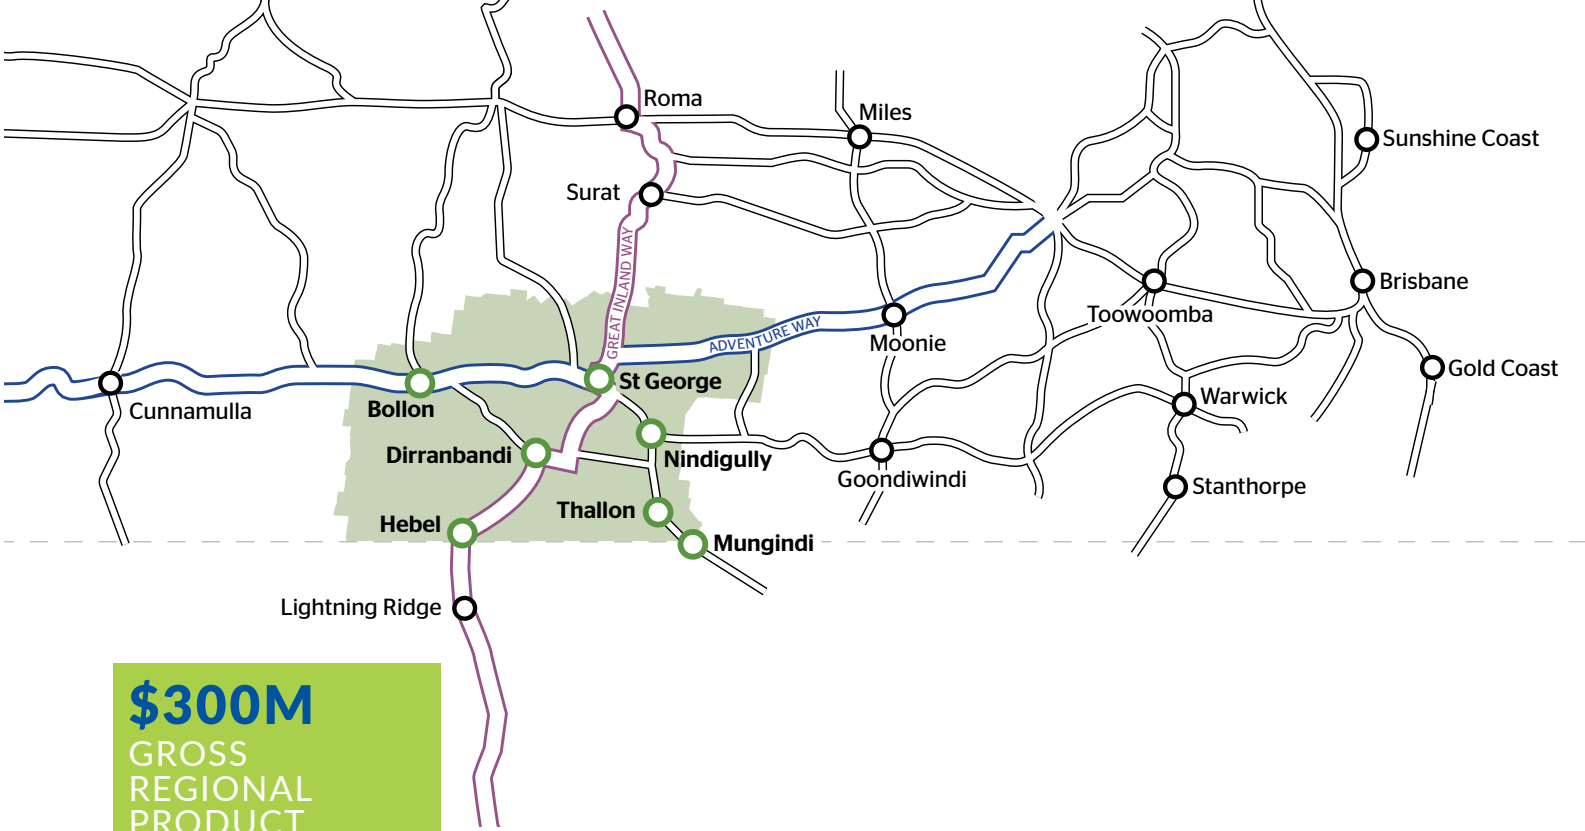 Roma
Miles
Sunshine Coast
Surat
GREAT INLAND WAY
Brisbane
Toowoomba
ADVENTURE WAY
Moonie
Gold Coast
St George
Cunnamulla
Bollon
Warwick
Dirranbandi
Nindigully
Goondiwindi
Stanthorpe
Thallon
Hebel
Mungindi
Lightning Ridge
$300M
GROSS
REGIONAL
PRODUCT